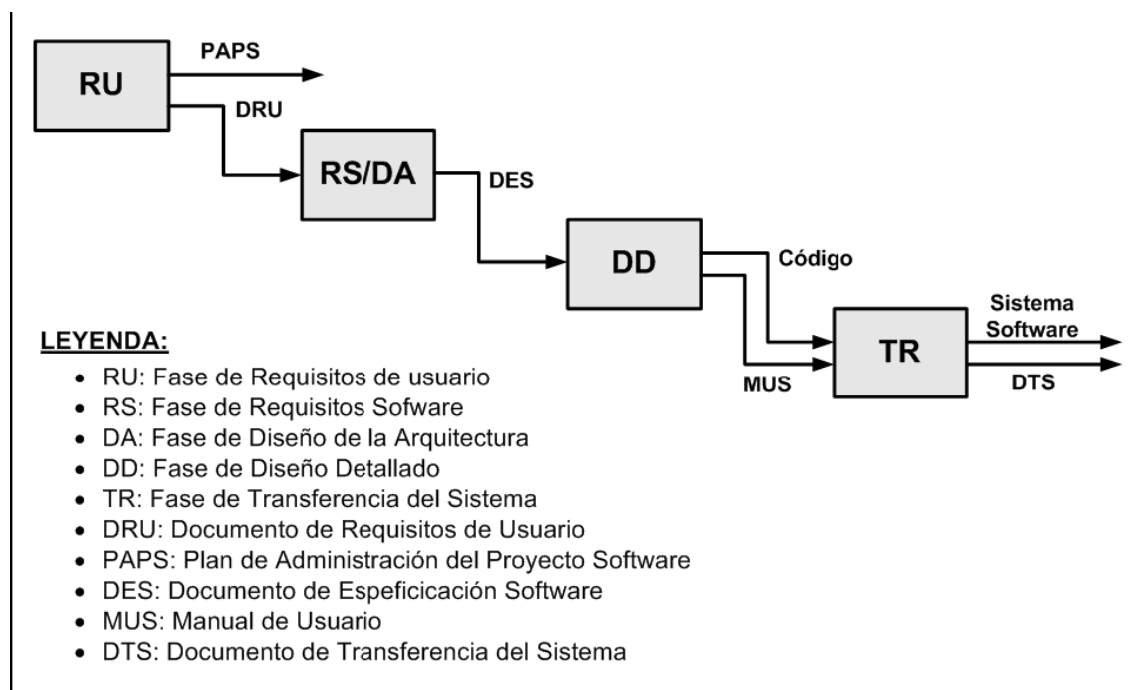 RU
PAPS
DRU
RS/DA
DES
DD
Código
MUS
TR
Sistema
Software
DTS
LEYENDA:
• RU: Fase de Requisitos de usuario
• RS: Fase de Requisitos Sofware
• DA: Fase de Diseño de la Arquitectura
• DD: Fase de Diseño Detallado
• TR: Fase de Transferencia del Sistema
• DRU: Documento de Requisitos de Usuario
• PAPS: Plan de Administración del Proyecto Software
• DES: Documento de Espeficicación Software
• MUS: Manual de Usuario
• DTS: Documento de Transferencia del Sistema